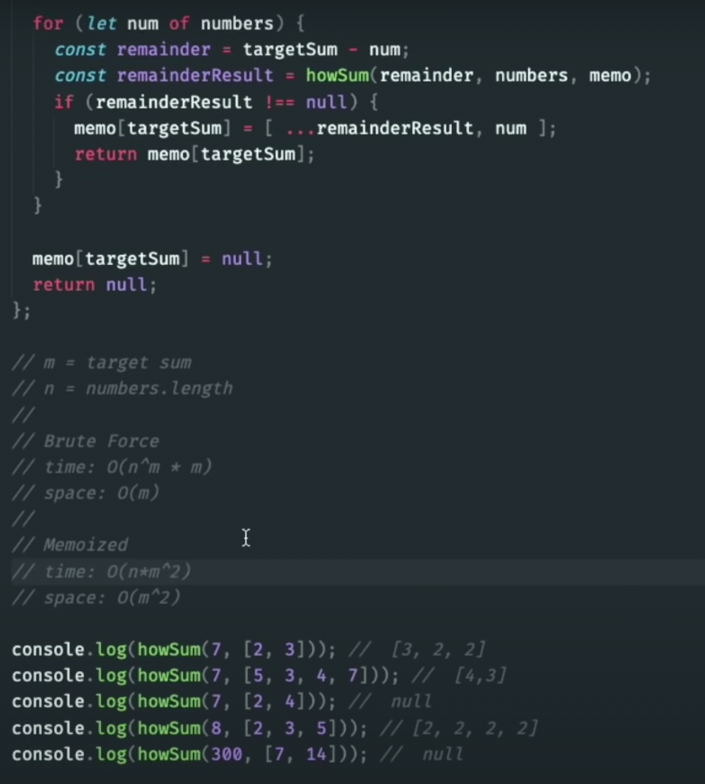 for (let num of numbers) {
const remainder = targetSum - num;
const remainderResult = howSum(remainder, numbers, memo);
if (remainderResult !== null) {
memo[targetSum] = [ ...remainderResult, num ];
return memo[targetSum];
}
}
memo[targetSum] = null;
return null;
};
// m = target sum
// n = numbers.length
//
// Brute Force
// time: O(n^m * m)
// space: O(m)
//
// Memoized
// time: O(n*m^2)
// space: O(m^2)
console.log(howSum(7, [2, 3])); //  [3, 2, 2]
console.log(howSum(7, [5, 3, 4, 7])); //  [4,3]
console.log(howSum(7, [2, 4])); //  null
console.log(howSum(8, [2, 3, 5])); // [2, 2, 2, 2]
console.log(howSum(300, [7, 14])); //  null